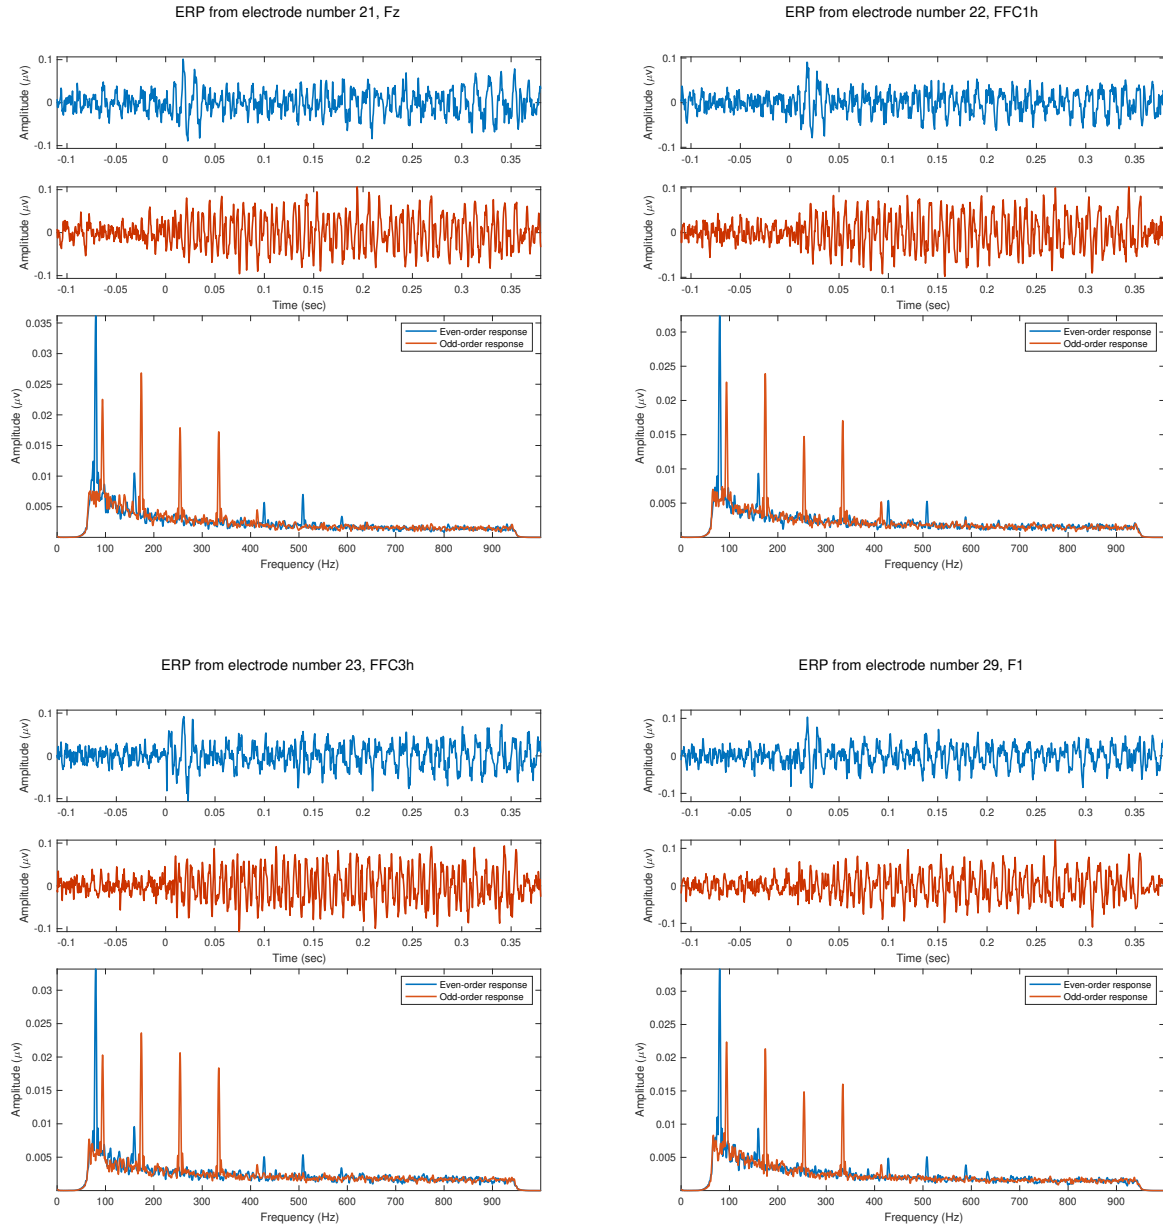 ERP from electrode number 21, Fz
0.1
0
-0.1
Amplitude (μv)
-0.1 -0.05 0 0.05 0.1 0.15 0.2 0.25 0.3 0.35
0.1
0
-0.1
Amplitude (μv)
-0.1 -0.05 0 0.05 0.1 0.15 0.2 0.25 0.3 0.35
Time (sec)
0.035
0.03
0.025
0.02
0.015
0.01
0.005
Amplitude (μv)
Even-order response
Odd-order response
0 100 200 300 400 500 600 700 800 900
Frequency (Hz)
ERP from electrode number 22, FFC1h
0.1
0
-0.1
Amplitude (μv)
-0.1 -0.05 0 0.05 0.1 0.15 0.2 0.25 0.3 0.35
0.1
0
-0.1
Amplitude (μv)
-0.1 -0.05 0 0.05 0.1 0.15 0.2 0.25 0.3 0.35
Time (sec)
0.03
0.025
0.02
0.015
0.01
0.005
Amplitude (μv)
Even-order response
Odd-order response
0 100 200 300 400 500 600 700 800 900
Frequency (Hz)
ERP from electrode number 23, FFC3h
0.1
0
-0.1
Amplitude (μv)
-0.1 -0.05 0 0.05 0.1 0.15 0.2 0.25 0.3 0.35
0.1
0
-0.1
Amplitude (μv)
-0.1 -0.05 0 0.05 0.1 0.15 0.2 0.25 0.3 0.35
Time (sec)
0.03
0.025
0.02
0.015
0.01
0.005
Amplitude (μv)
Even-order response
Odd-order response
0 100 200 300 400 500 600 700 800 900
Frequency (Hz)
ERP from electrode number 29, F1
0.1
0
-0.1
Amplitude (μv)
-0.1 -0.05 0 0.05 0.1 0.15 0.2 0.25 0.3 0.35
0.1
0
-0.1
Amplitude (μv)
-0.1 -0.05 0 0.05 0.1 0.15 0.2 0.25 0.3 0.35
Time (sec)
0.03
0.025
0.02
0.015
0.01
0.005
Amplitude (μv)
Even-order response
Odd-order response
0 100 200 300 400 500 600 700 800 900
Frequency (Hz)